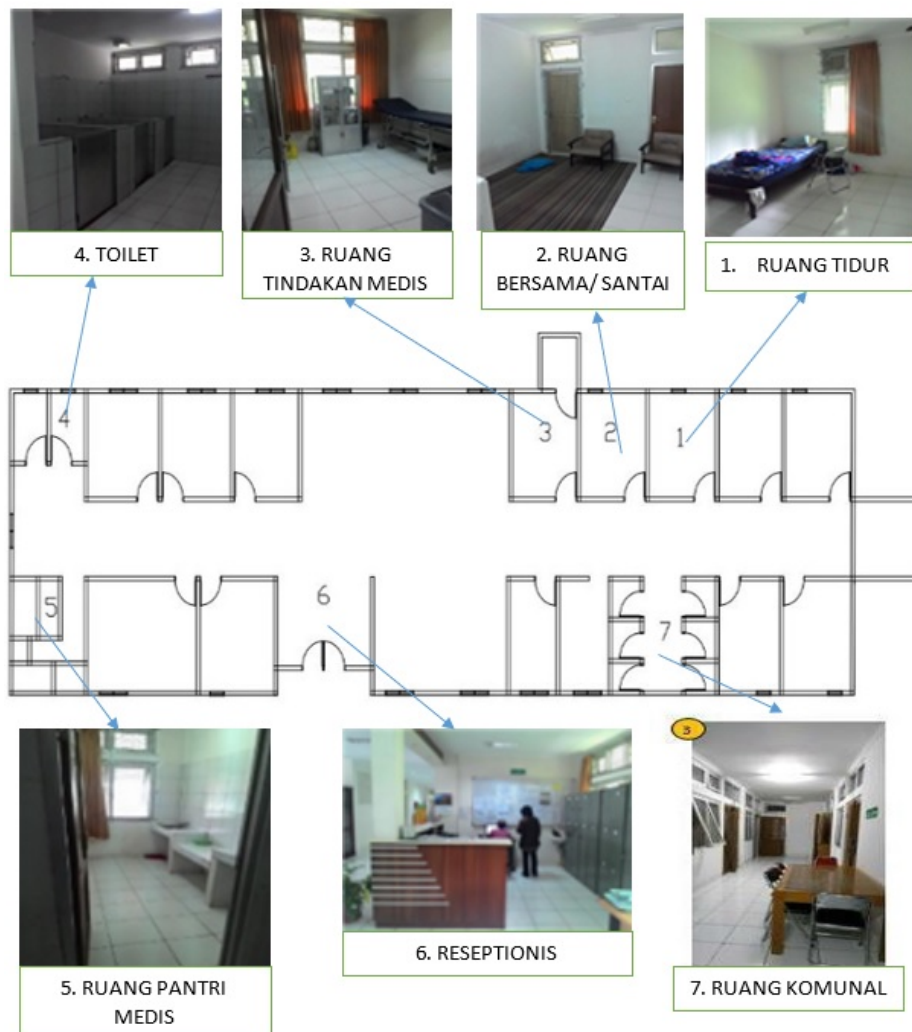 4. TOILET
3. RUANG
TINDAKAN MEDIS
2. RUANG
BERSAMA/ SANTAI
1. RUANG TIDUR
4
3
2
1
5
6
7
3
5. RUANG PANTRI
MEDIS
6. RESEPTIONIS
7. RUANG KOMUNAL